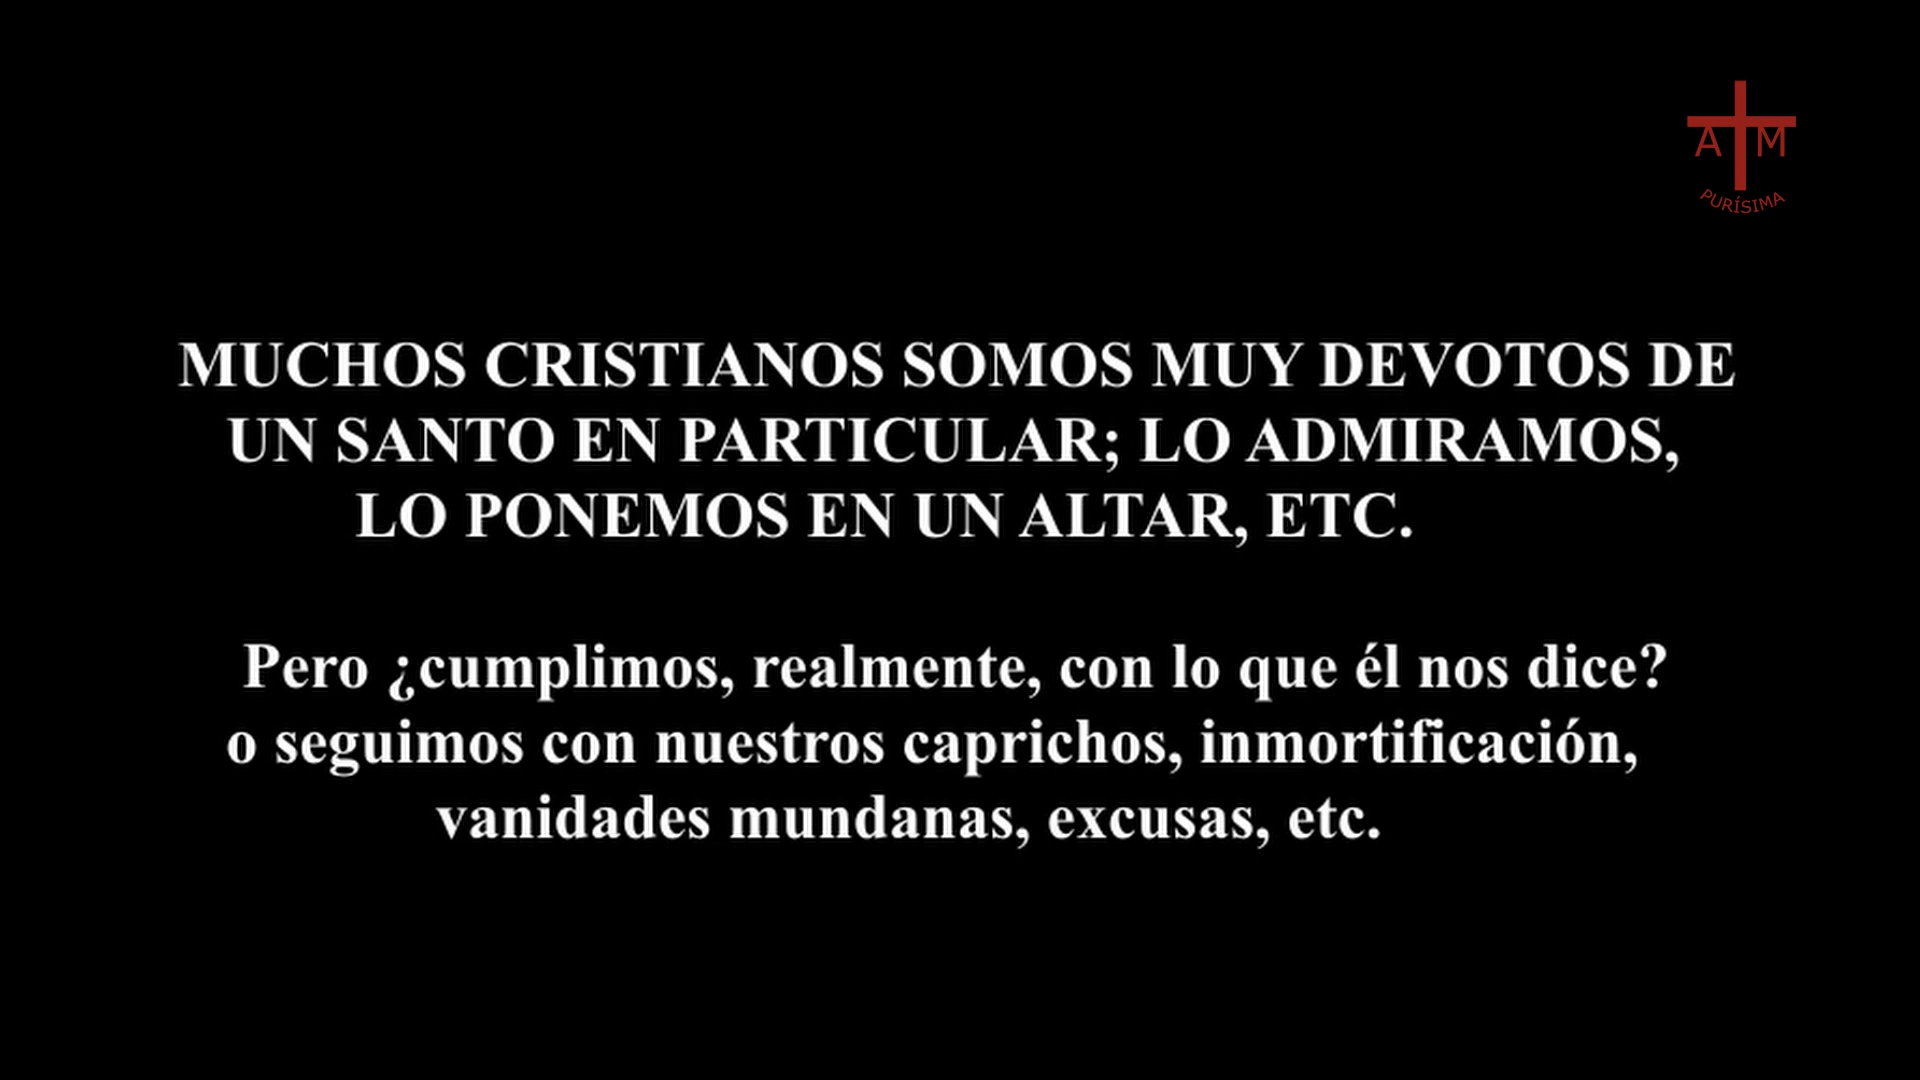 A M
PURÍSIMA
MUCHOS CRISTIANOS SOMOS MUY DEVOTOS DE
UN SANTO EN PARTICULAR; LO ADMIRAMOS,
LO PONEMOS EN UN ALTAR, ETC.
Pero ¿cumplimos, realmente, con lo que él nos dice?
o seguimos con nuestros caprichos, inmortificación,
vanidades mundanas, excusas, etc.